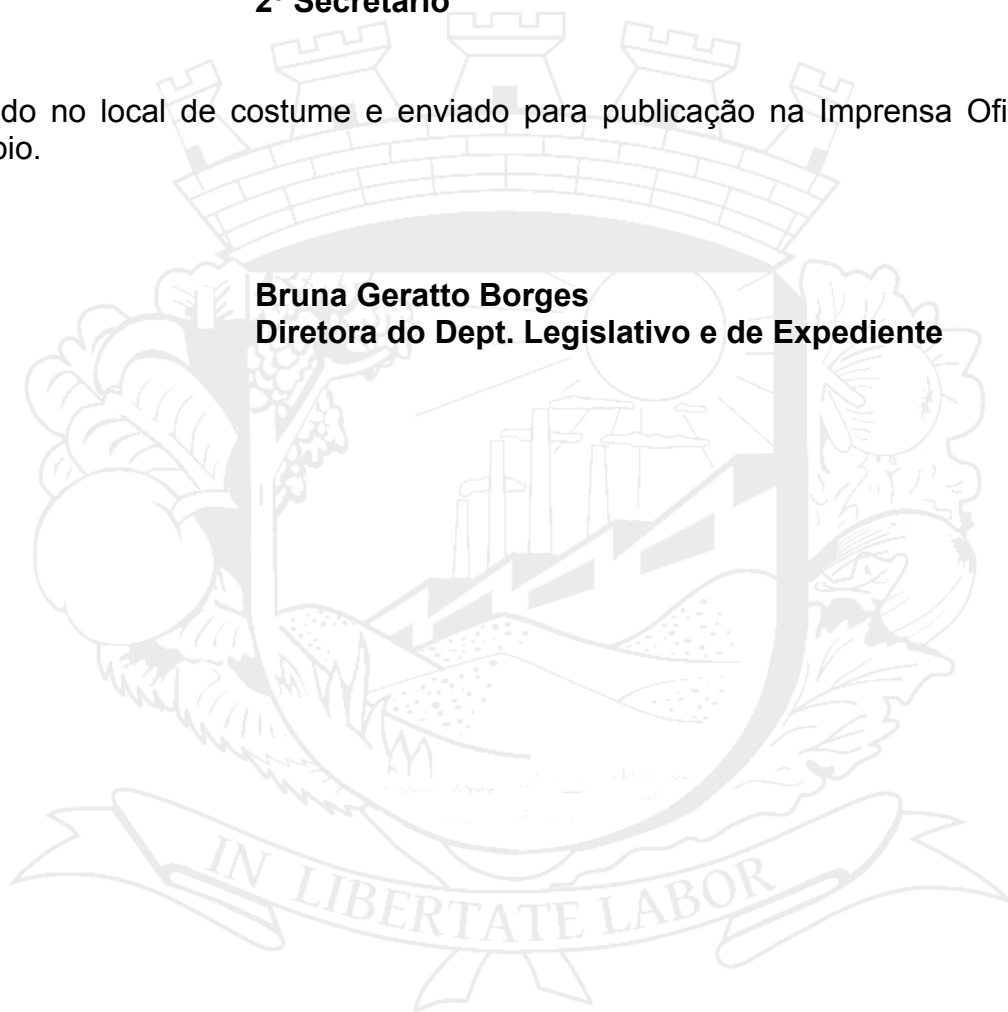 2º Secretário
do no local de costume e enviado para publicação na Imprensa Ofi
pio.
Bruna Geratto Borges
Diretora do Dept. Legislativo e de Expediente
IN LIBERTATE LABOR